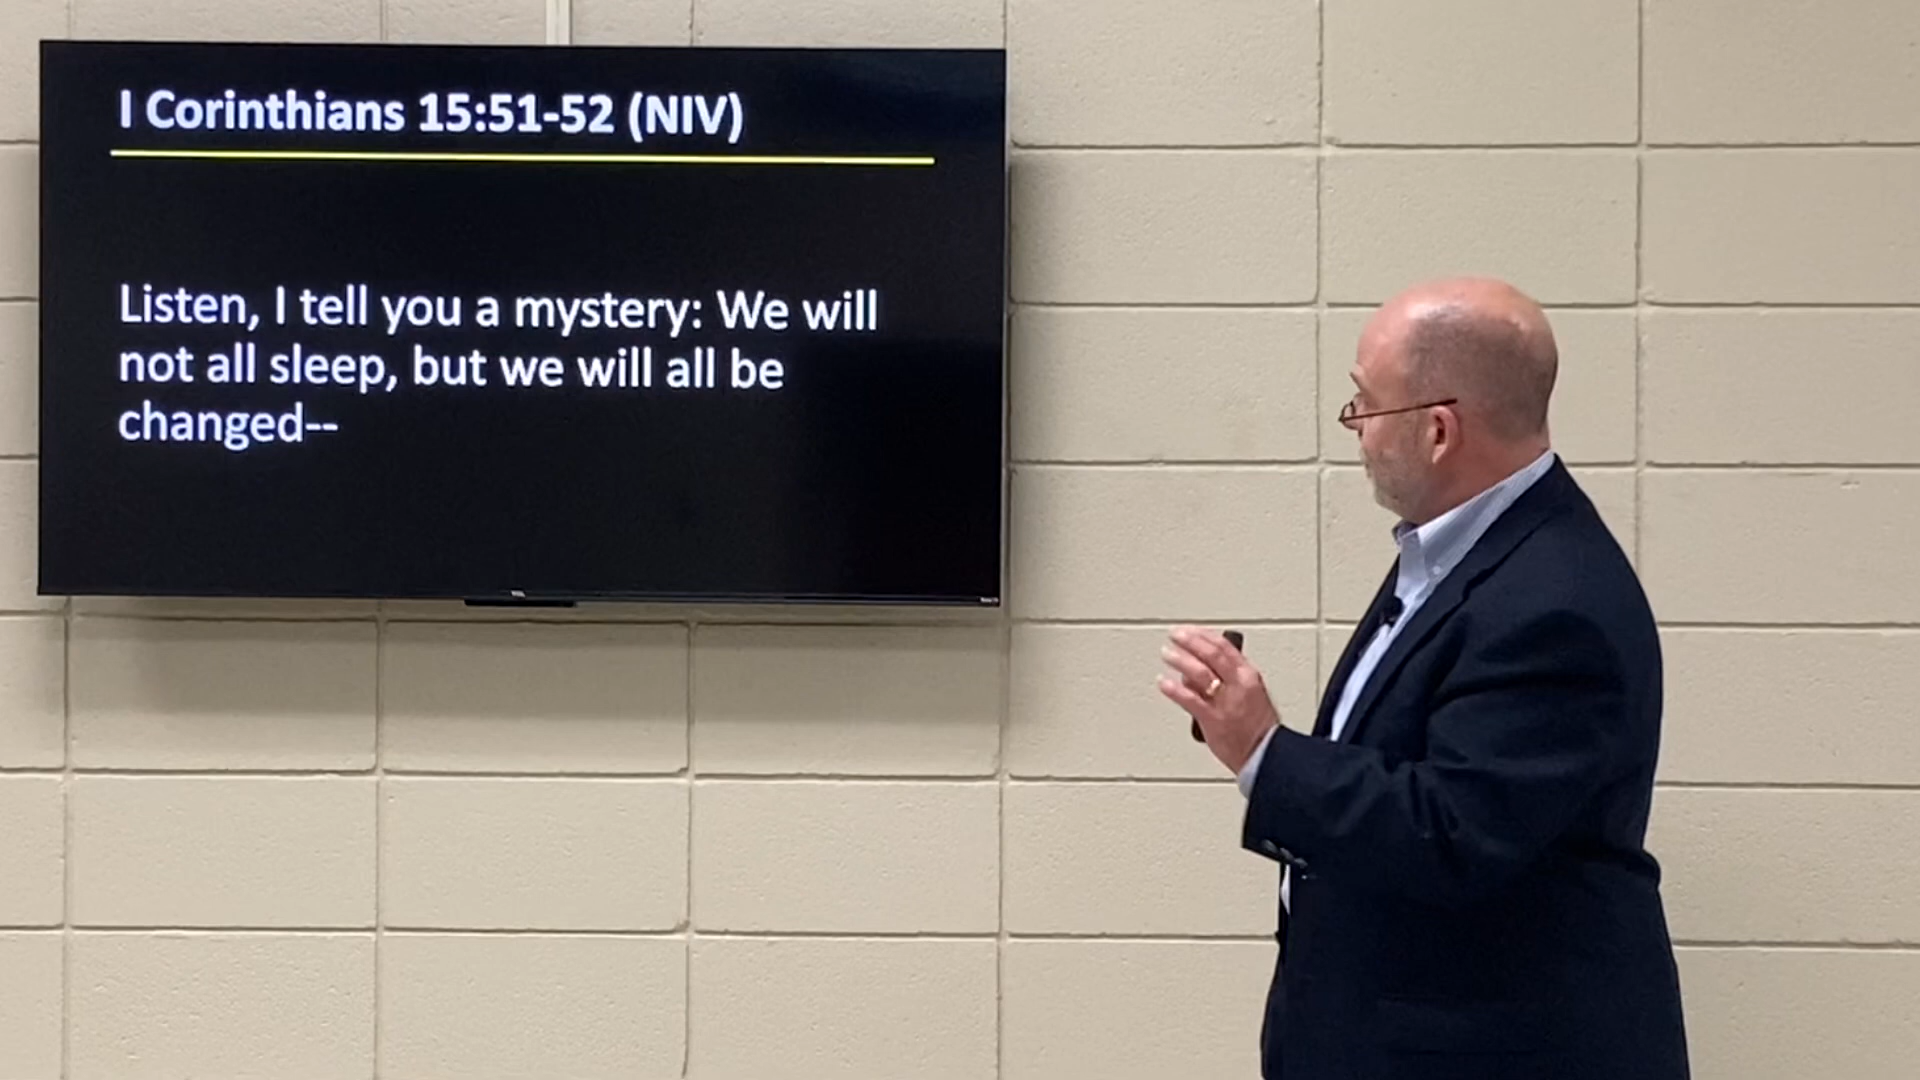 I Corinthians 15:51-52 (NIV)
Listen, I tell you a mystery: We will
not all sleep, but we will all be
changed--
TCL